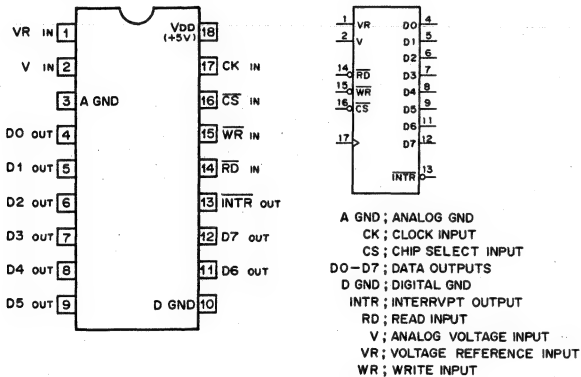 VR IN 1
V IN 2
3 A GND
D0 OUT 4
D1 OUT 5
D2 OUT 6
D3 OUT 7
D4 OUT 8
D5 OUT 9
VDD 18
(+5V)
17 CK IN
16 CS IN
15 WR IN
14 RD IN
13 INTR OUT
12 D7 OUT
11 D6 OUT
D GND 10
1 VR D0 4
2 V D1 5
D2 6
14 RD D3 7
15 WR D4 8
16 CS D5 9
D6 11
17 D7 12
INTR 13
A GND ; ANALOG GND
CK ; CLOCK INPUT
CS ; CHIP SELECT INPUT
DO-D7 ; DATA OUTPUTS
D GND ; DIGITAL GND
INTR ; INTERRVPT OUTPUT
RD ; READ INPUT
V ; ANALOG VOLTAGE INPUT
VR ; VOLTAGE REFERENCE INPUT
WR ; WRITE INPUT